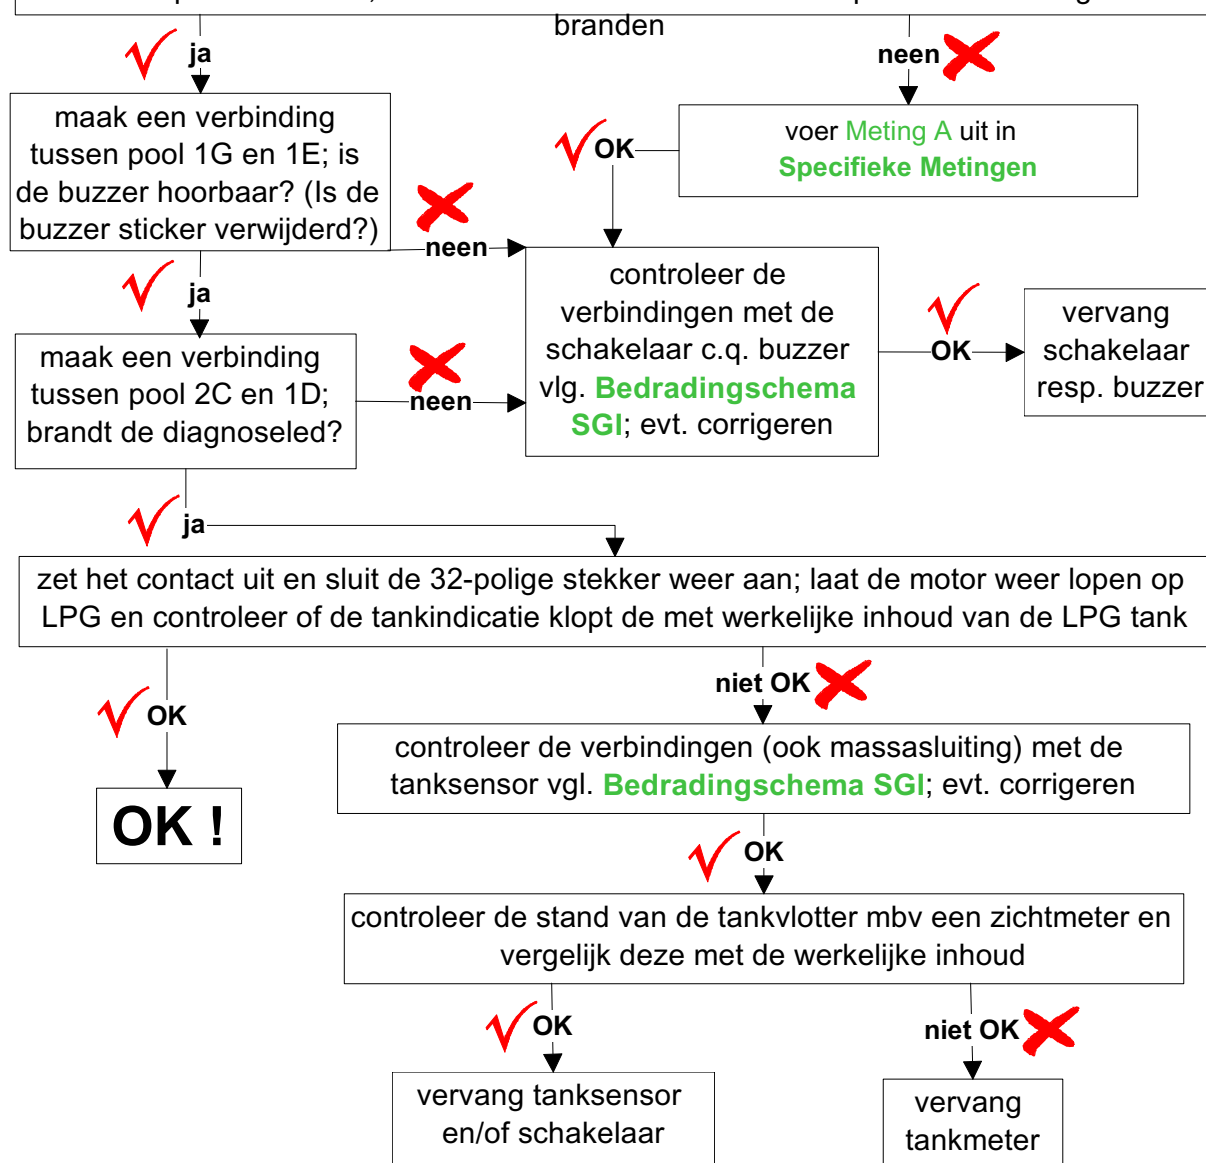 branden
ja
neen
maak een verbinding
tussen pool 1G en 1E; is
de buzzer hoorbaar? (Is de
buzzer sticker verwijderd?)
voer Meting A uit in
Specifieke Metingen
OK
neen
ja
controleer de
verbindingen met de
schakelaar c.q. buzzer
vlg. Bedradingschema
SGI; evt. corrigeren
OK
vervang
schakelaar
resp. buzzer
maak een verbinding
tussen pool 2C en 1D;
brandt de diagnoseled?
neen
ja
zet het contact uit en sluit de 32-polige stekker weer aan; laat de motor weer lopen op
LPG en controleer of de tankindicatie klopt de met werkelijke inhoud van de LPG tank
OK
niet OK
OK !
controleer de verbindingen (ook massasluiting) met de
tanksensor vgl. Bedradingschema SGI; evt. corrigeren
OK
controleer de stand van de tankvlotter mbv een zichtmeter en
vergelijk deze met de werkelijke inhoud
OK
niet OK
vervang tanksensor
en/of schakelaar
vervang
tankmeter